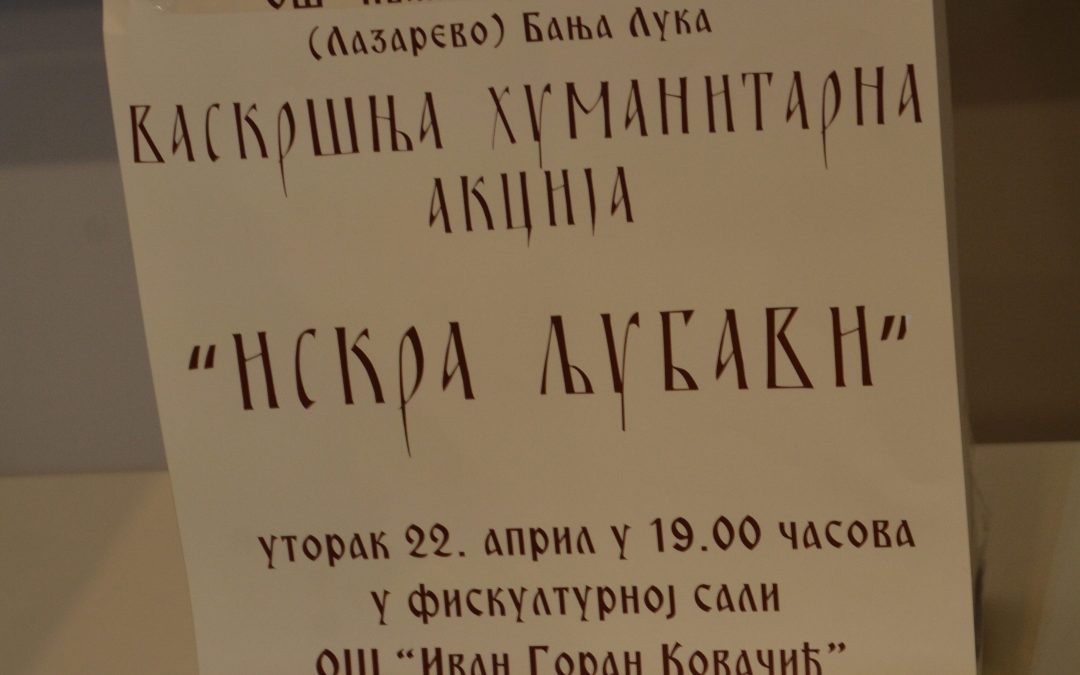 ОШ
(Лазарево) Бања Лука
ВАСКРШЊА ХУМАНИТАРНА
АКЦИЈА
"ИСКРА ЉУБАВИ"
уторак 22. април у 19.00 часова
у фискултурној сали
ОШ "Иван Горан Ковачић"